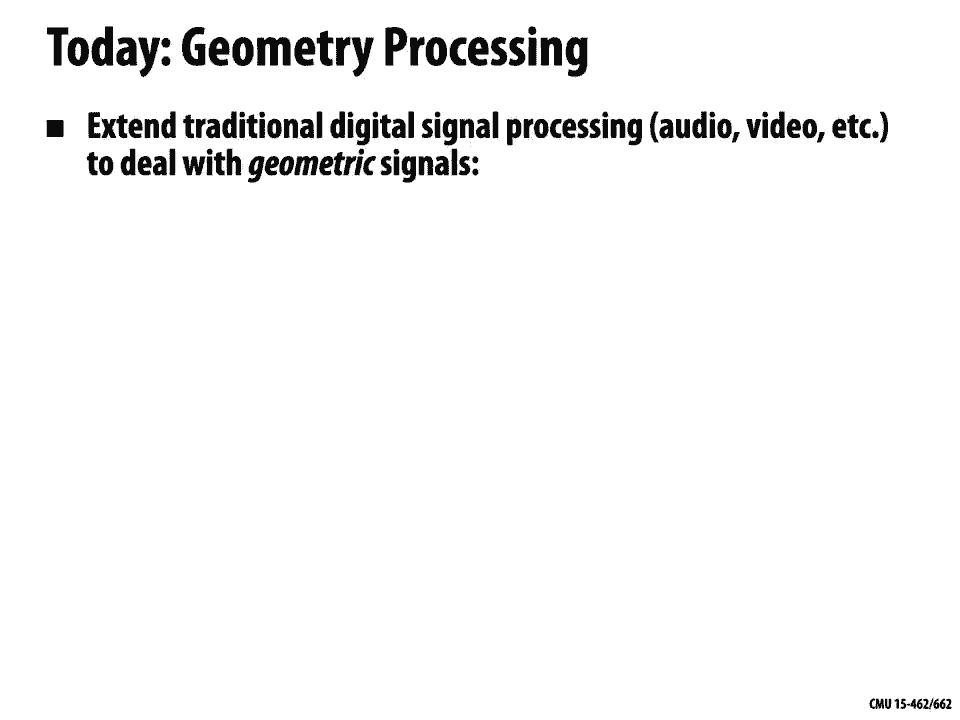 Today: Geometry Processing
■ Extend traditional digital signal processing (audio, video, etc.)
to deal with geometric signals:
CMU 15-462/662